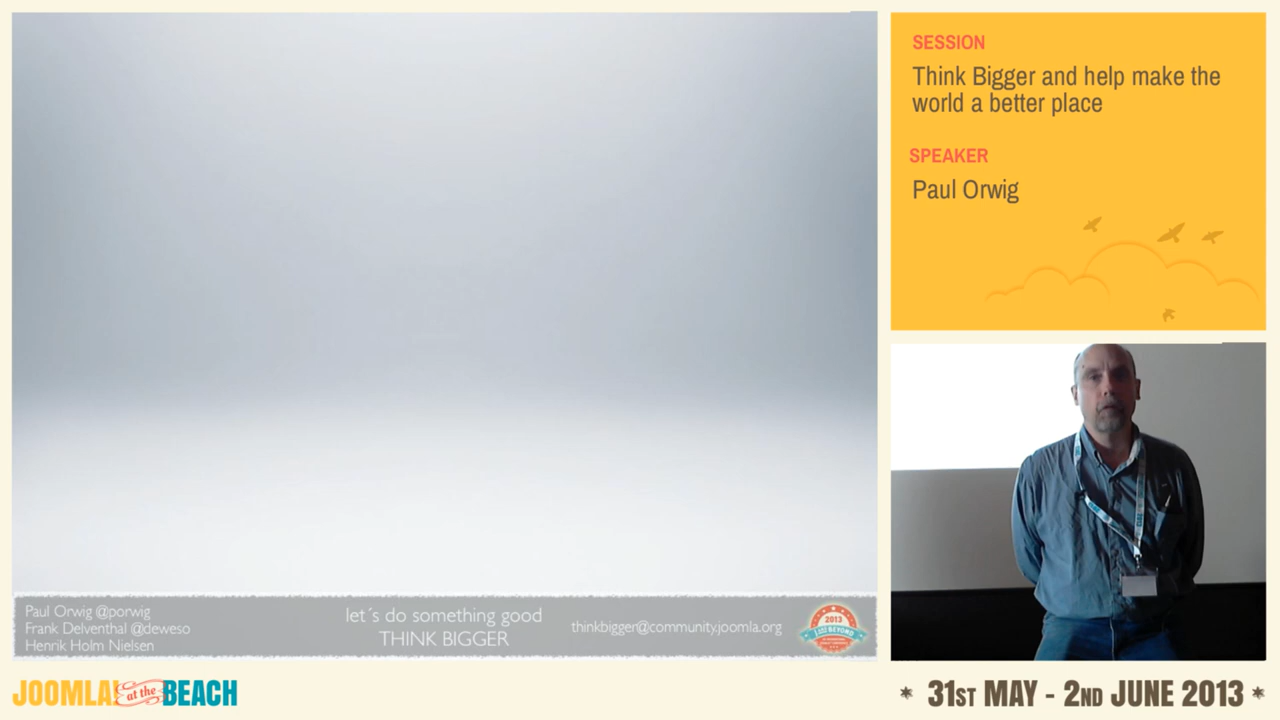 SESSION
Think Bigger and help make the
world a better place
SPEAKER
Paul Orwig
Paul Orwig @porwig
Frank Delventhal @deweso
Henrik Holm Nielsen
let´s do something good
THINK BIGGER
thinkbigger@community.joomla.org
2013
J AND BEYOND
JOOMLA! at the BEACH
* 31ST MAY - 2ND JUNE 2013 *